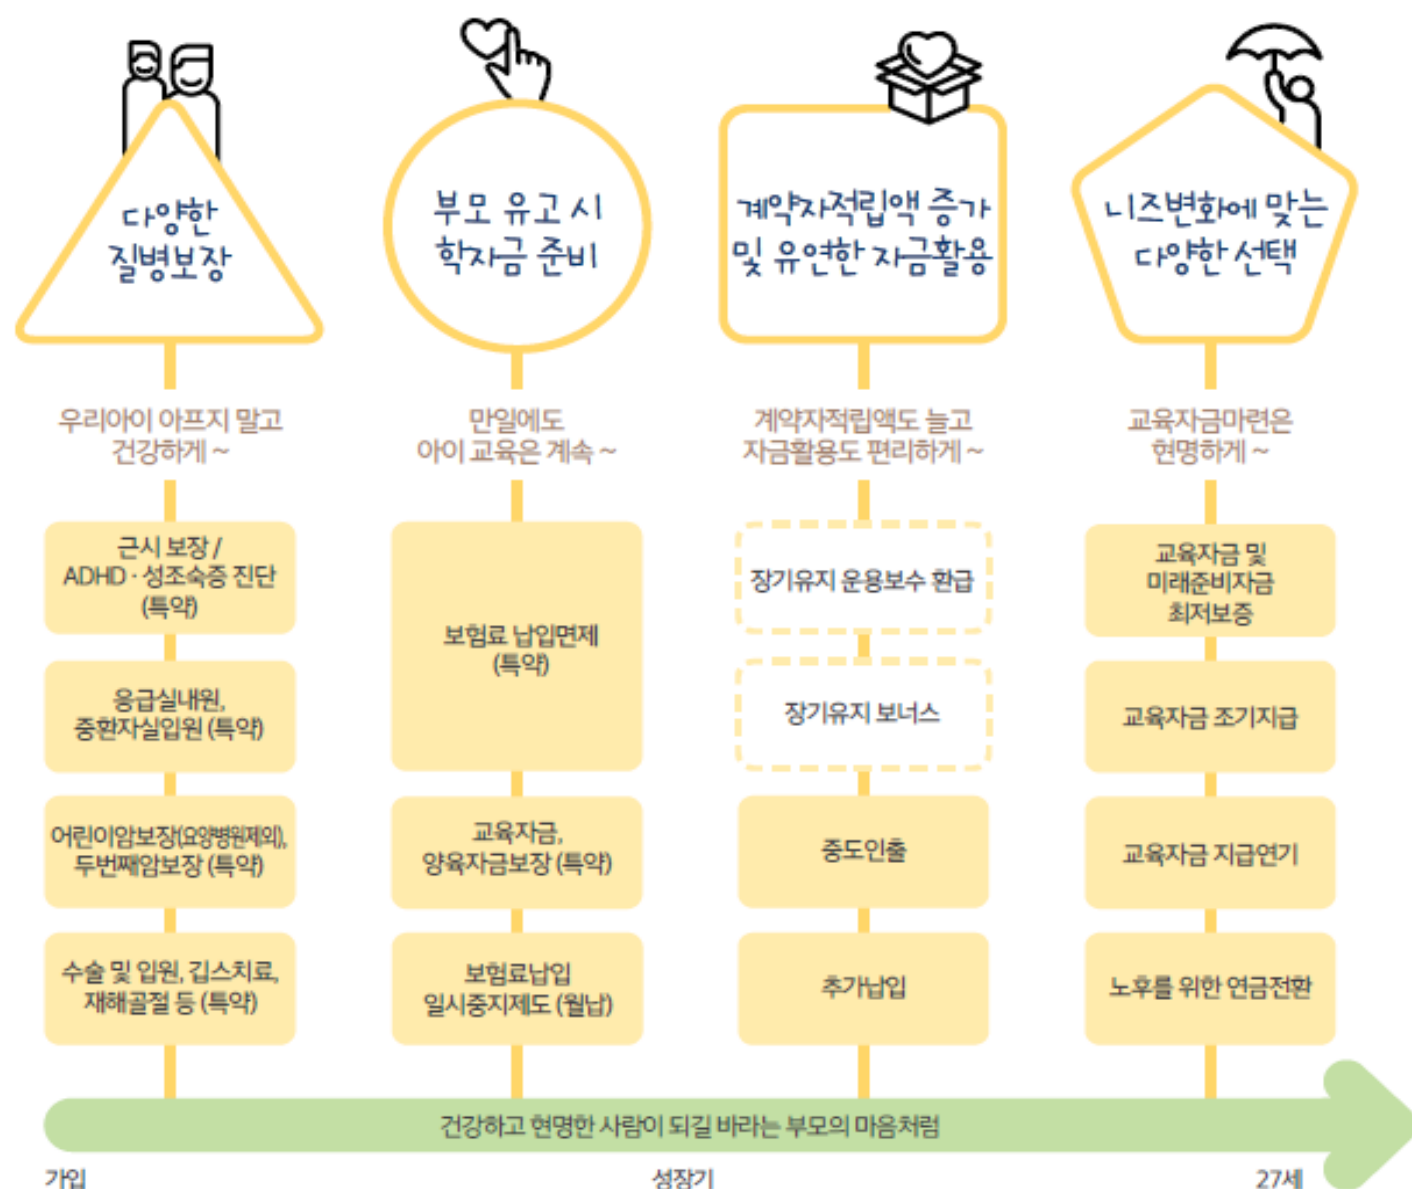 다양한
질병보장
부모 유고 시
학자금 준비
계약자적립액 증가
및 유연한 자금활용
니즈변화에 맞는
다양한 선택
우리아이 아프지 말고
건강하게 ~
만일에도
아이 교육은 계속 ~
계약자적립액도 늘고
자금활용도 편리하게 ~
교육자금마련은
현명하게 ~
근시 보장 /
ADHD · 성조숙증 진단
(특약)
응급실내원,
중환자실입원 (특약)
어린이암보장(요양병원제외),
두번째암보장 (특약)
수술 및 입원, 깁스치료,
재해골절 등 (특약)
보험료 납입면제
(특약)
교육자금,
양육자금보장 (특약)
보험료납입
일시중지제도 (월납)
장기유지 운용보수 환급
장기유지 보너스
중도인출
추가납입
교육자금 및
미래준비자금
최저보증
교육자금 조기지급
교육자금 지급연기
노후를 위한 연금전환
건강하고 현명한 사람이 되길 바라는 부모의 마음처럼
가입
성장기
27세